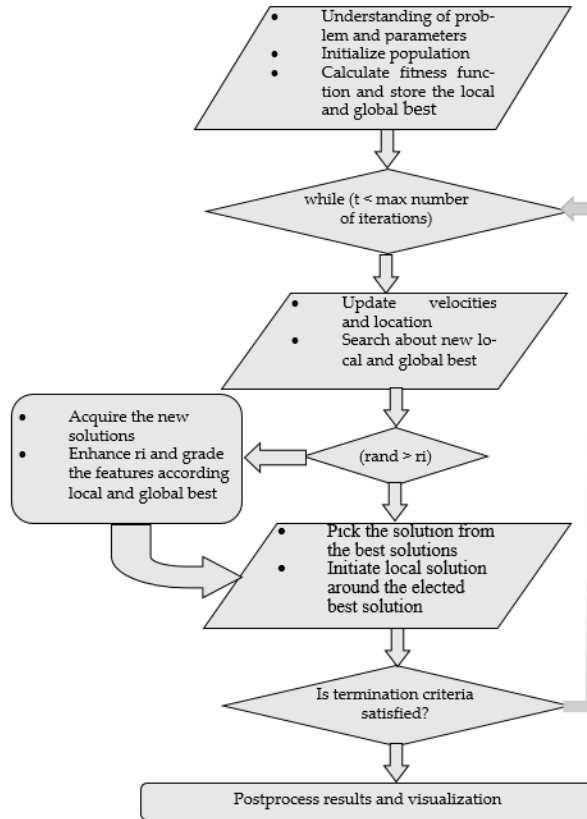 • Understanding of prob-
lem and parameters
• Initialize population
• Calculate fitness func-
tion and store the local
and global best
while (t < max number
of iterations)
• Update velocities
and location
• Search about new lo-
cal and global best
(rand > ri)
• Acquire the new
solutions
• Enhance ri and grade
the features according
local and global best
• Pick the solution from
the best solutions
• Initiate local solution
around the elected
best solution
Is termination criteria
satisfied?
Postprocess results and visualization